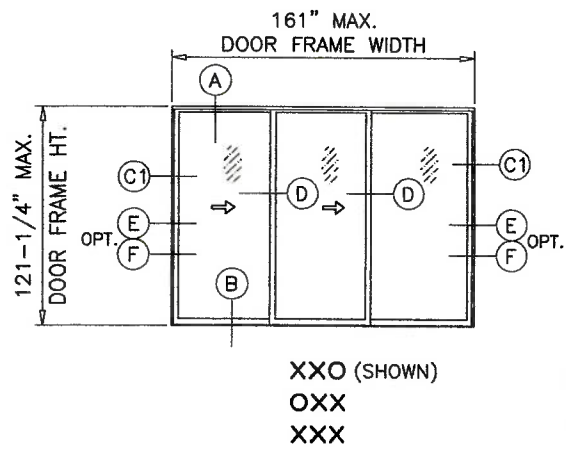 161" MAX.
DOOR FRAME WIDTH
121-1/4" MAX.
DOOR FRAME HT.
A
C1
C1
D
D
E
E
OPT.
OPT.
F
F
B
XXO (SHOWN)
OXX
XXX